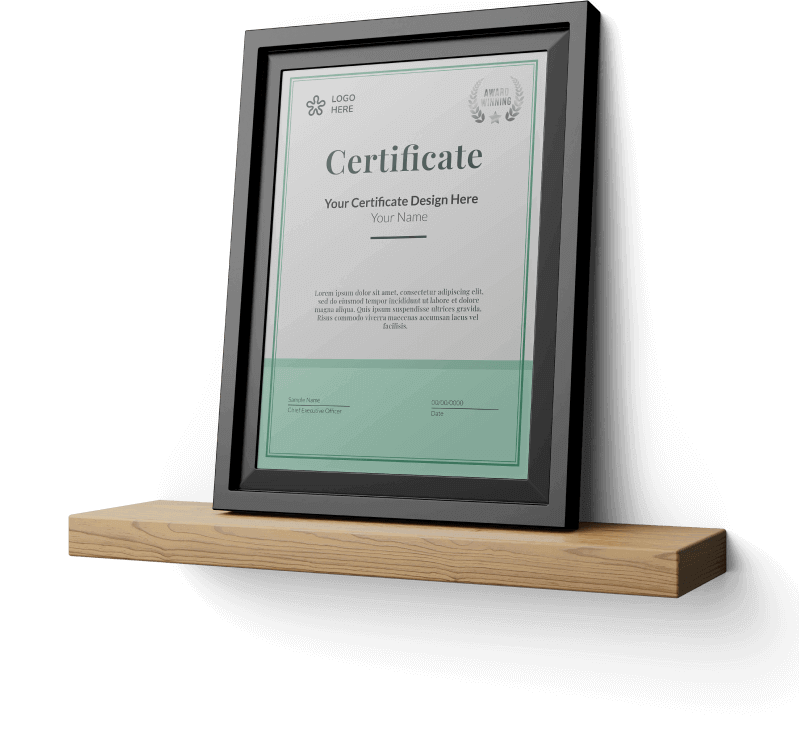 LOGO
HERE
AWARD
WINNING
Certificate
Your Certificate Design Here
Your Name
Lorem ipsum dolor sit amet, consectetur adipiscing elit,
sed do eiusmod tempor incididunt ut labore et dolore
magna aliqua. Quis ipsum suspendisse ultrices gravida.
Risus commodo viverra maecenas accumsan lacus vel
facilisis.
Sample Name
00/00/0000
Chief Executive Officer
Date